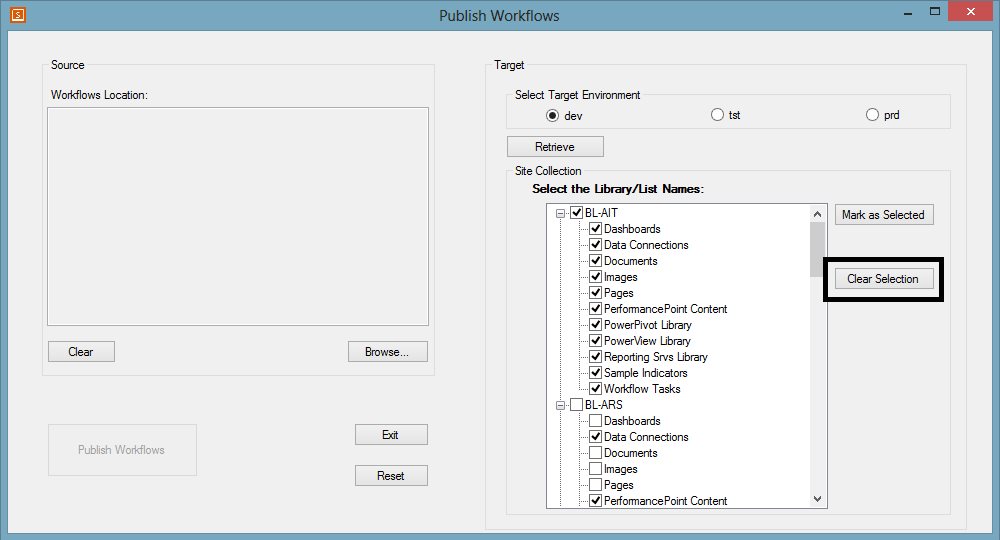 S
Publish Workflows
Source
Workflows Location:
Clear
Browse...
Publish Workflows
Exit
Reset
Target
Select Target Environment
dev
tst
prd
Retrieve
Site Collection
Select the Library/List Names:
BL-AIT
Dashboards
Data Connections
Documents
Images
Pages
PerformancePoint Content
PowerPivot Library
PowerView Library
Reporting Srvs Library
Sample Indicators
Workflow Tasks
BL-ARS
Dashboards
Data Connections
Documents
Images
Pages
PerformancePoint Content
Mark as Selected
Clear Selection